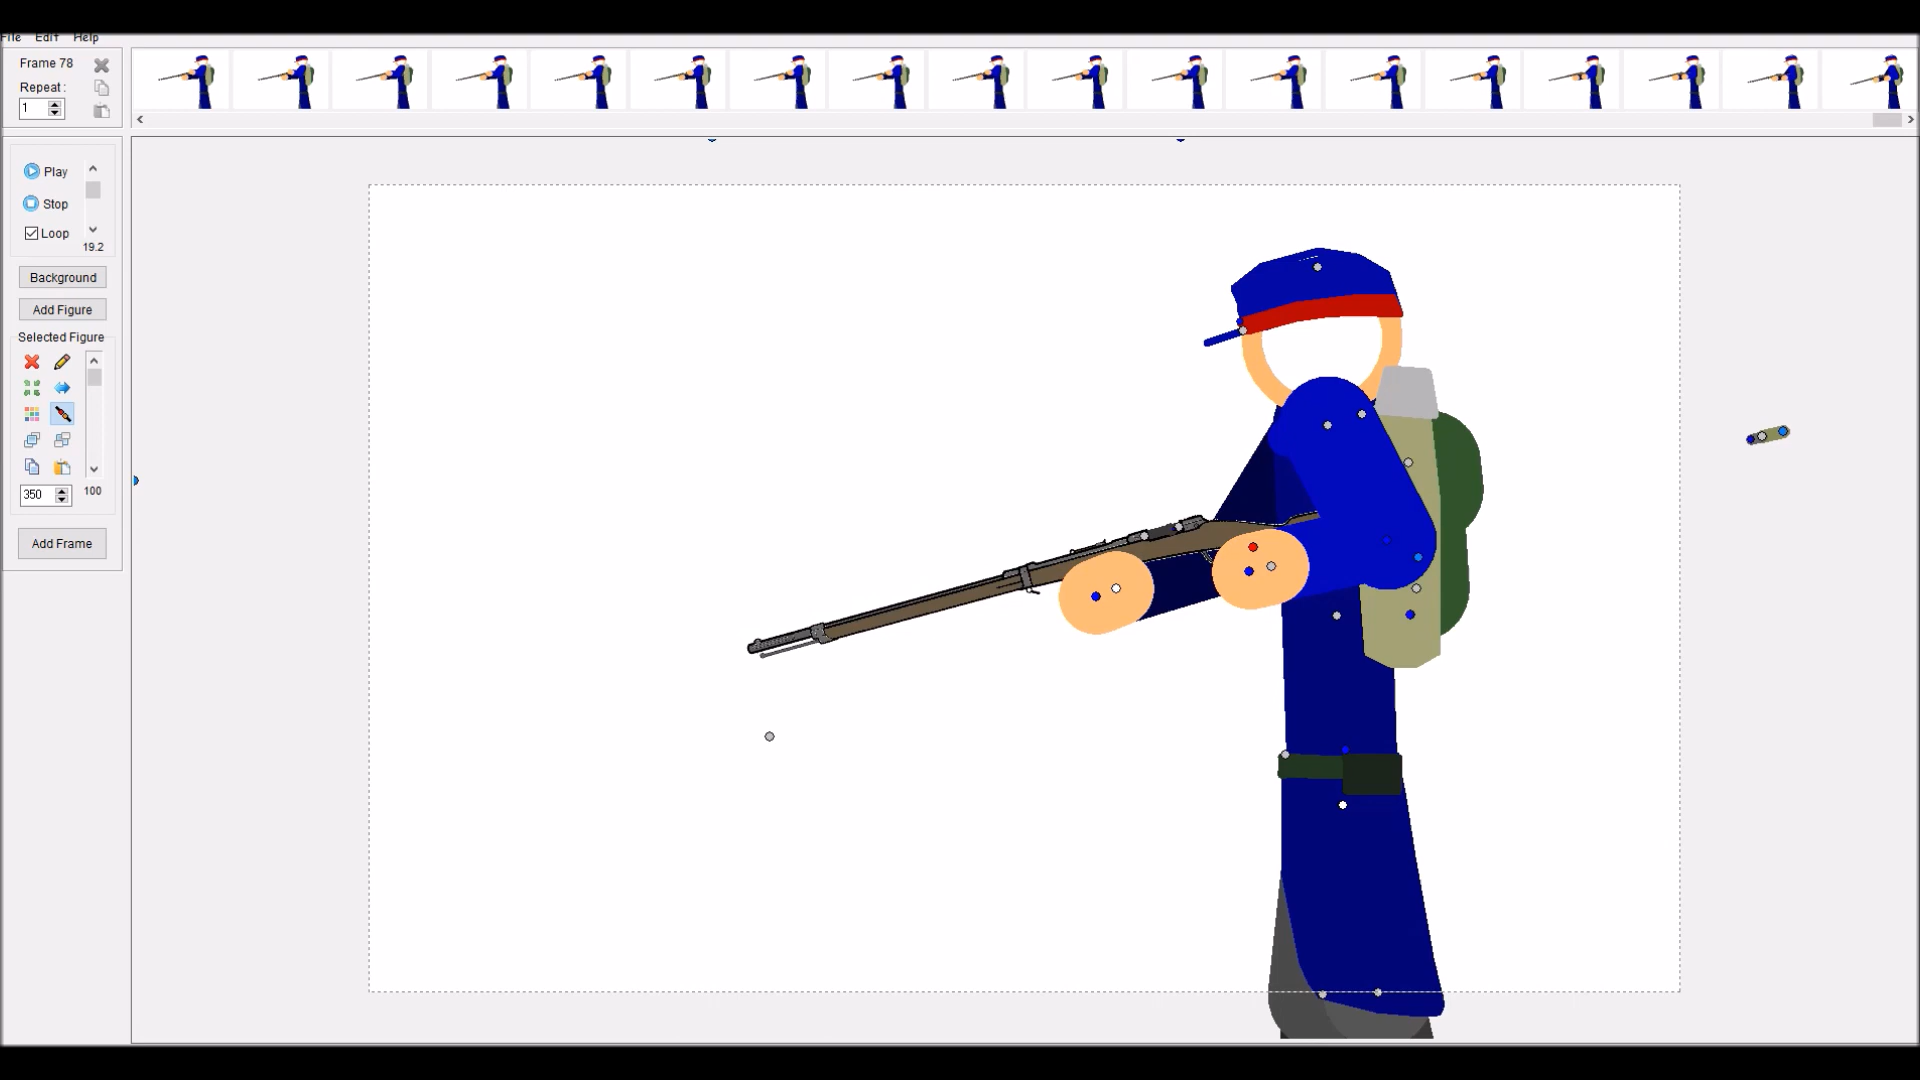 File Edit Help
Frame 78
Repeat :
1
Play
Stop
Loop
19.2
Background
Add Figure
Selected Figure
350
100
Add Frame